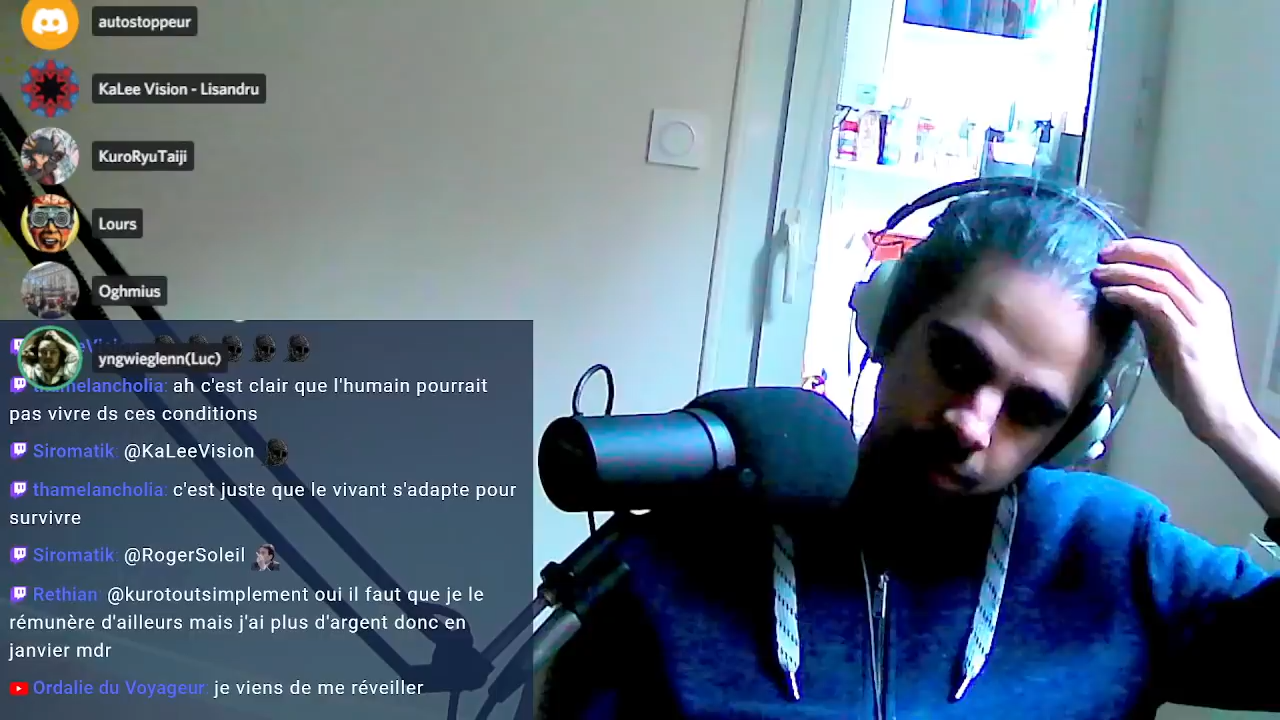 autostoppeur
KaLee Vision - Lisandru
KuroRyuTaiji
Lours
Oghmius
yngwieglenn(Luc)
thamelancholia: ah c'est clair que l'humain pourrait
pas vivre ds ces conditions
Siromatik: @KaLeeVision
thamelancholia: c'est juste que le vivant s'adapte pour
survivre
Siromatik: @RogerSoleil
Rethian: @kurotoutsimplement oui il faut que je le
rémunère d'ailleurs mais j'ai plus d'argent donc en
janvier mdr
Ordalie du Voyageur: je viens de me réveiller